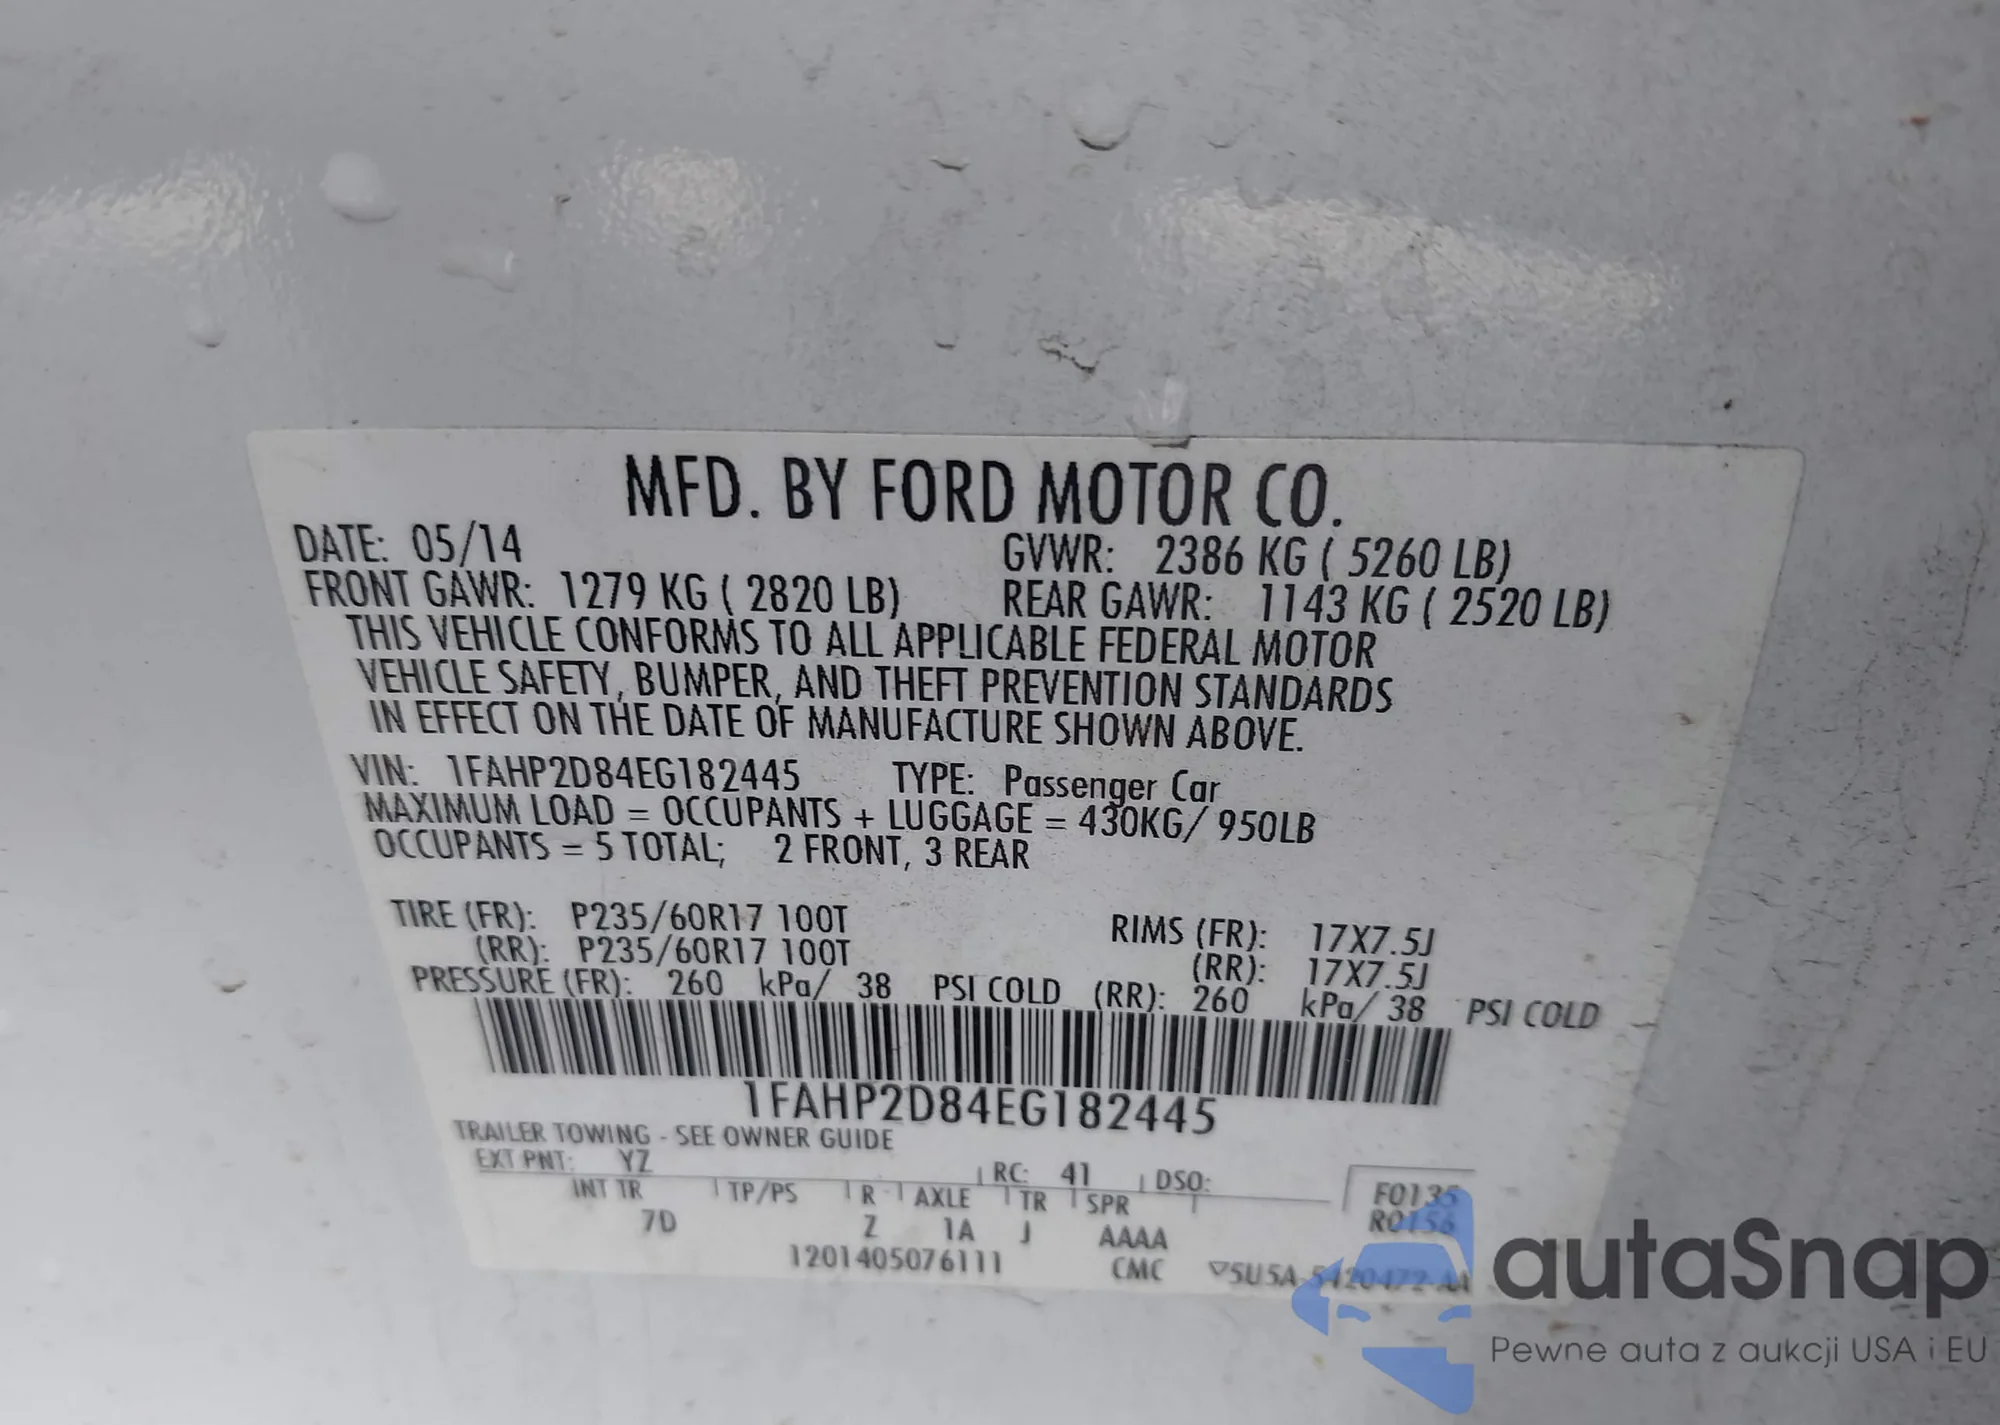 MFD. BY FORD MOTOR CO.
DATE: 05/14 GVWR: 2386 KG ( 5260 LB)
FRONT GAWR: 1279 KG ( 2820 LB) REAR GAWR: 1143 KG ( 2520 LB)
THIS VEHICLE CONFORMS TO ALL APPLICABLE FEDERAL MOTOR
VEHICLE SAFETY, BUMPER, AND THEFT PREVENTION STANDARDS
IN EFFECT ON THE DATE OF MANUFACTURE SHOWN ABOVE.
VIN: 1FAHP2D84EG182445 TYPE: Passenger Car
MAXIMUM LOAD = OCCUPANTS + LUGGAGE = 430KG/ 950LB
OCCUPANTS = 5 TOTAL; 2 FRONT, 3 REAR
TIRE (FR): P235/60R17 100T RIMS (FR): 17X7.5J
(RR): P235/60R17 100T (RR): 17X7.5J
PRESSURE (FR): 260 kPa/ 38 PSI COLD (RR): 260 kPa/ 38 PSI COLD
1FAHP2D84EG182445
TRAILER TOWING - SEE OWNER GUIDE
EXT PNT: YZ RC: 41 DSO: F0135
INT TR TP/PS R AXLE TR SPR R0156
7D Z 1A J AAAA
1201405076111 CMC ▽5U5A-5420472-AA
autaSnap
Pewne auta z aukcji USA i EU